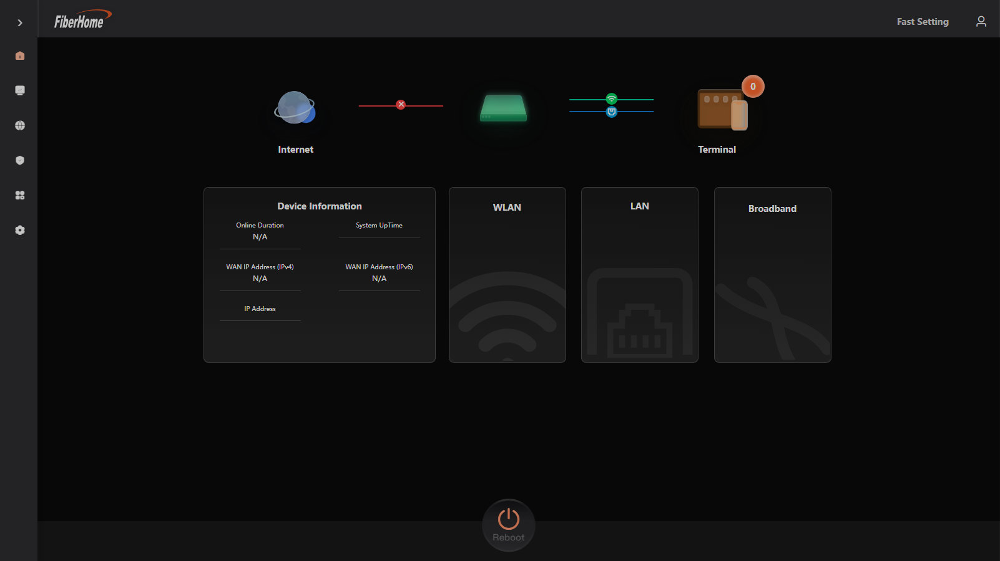 FiberHome
Fast Setting
0
Internet
Terminal
Device Information
Online Duration
N/A
System UpTime
WAN IP Address (IPv4)
N/A
WAN IP Address (IPv6)
N/A
IP Address
WLAN
LAN
Broadband
Reboot